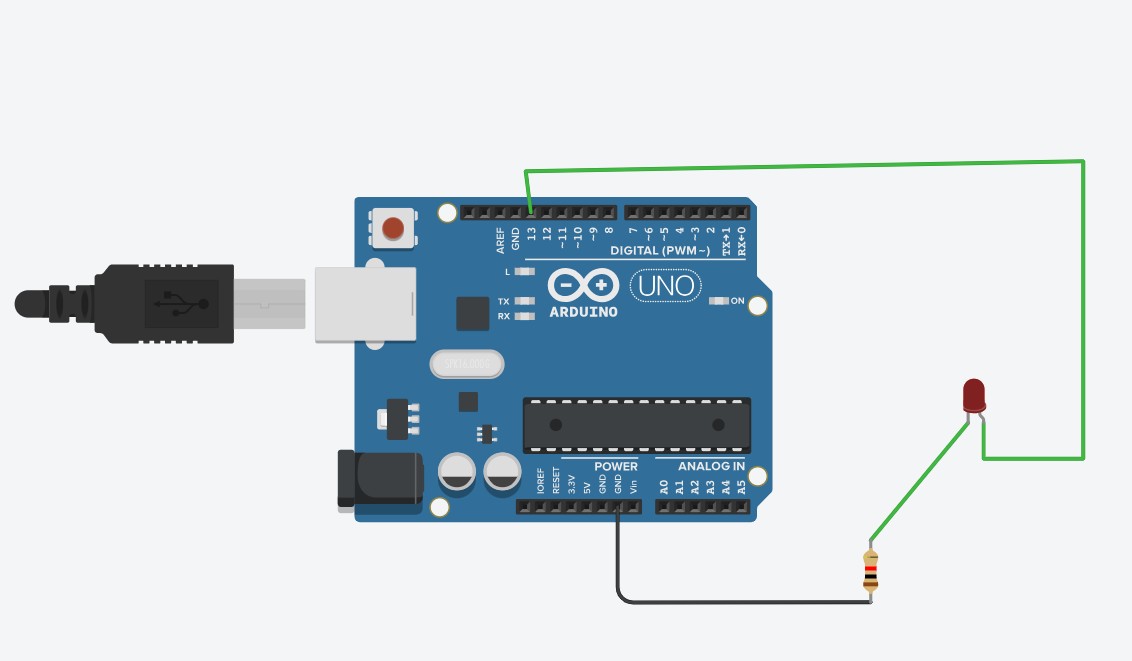 AREF
GND
13
12
~11
~10
~9
8
7
~6
~5
4
~3
2
TX→1
RX←0
DIGITAL (PWM~)
L
TX
RX
UNO
ON
ARDUINO
POWER
ANALOG IN
IOREF
RESET
3.3V
5V
GND
GND
Vin
A0
A1
A2
A3
A4
A5